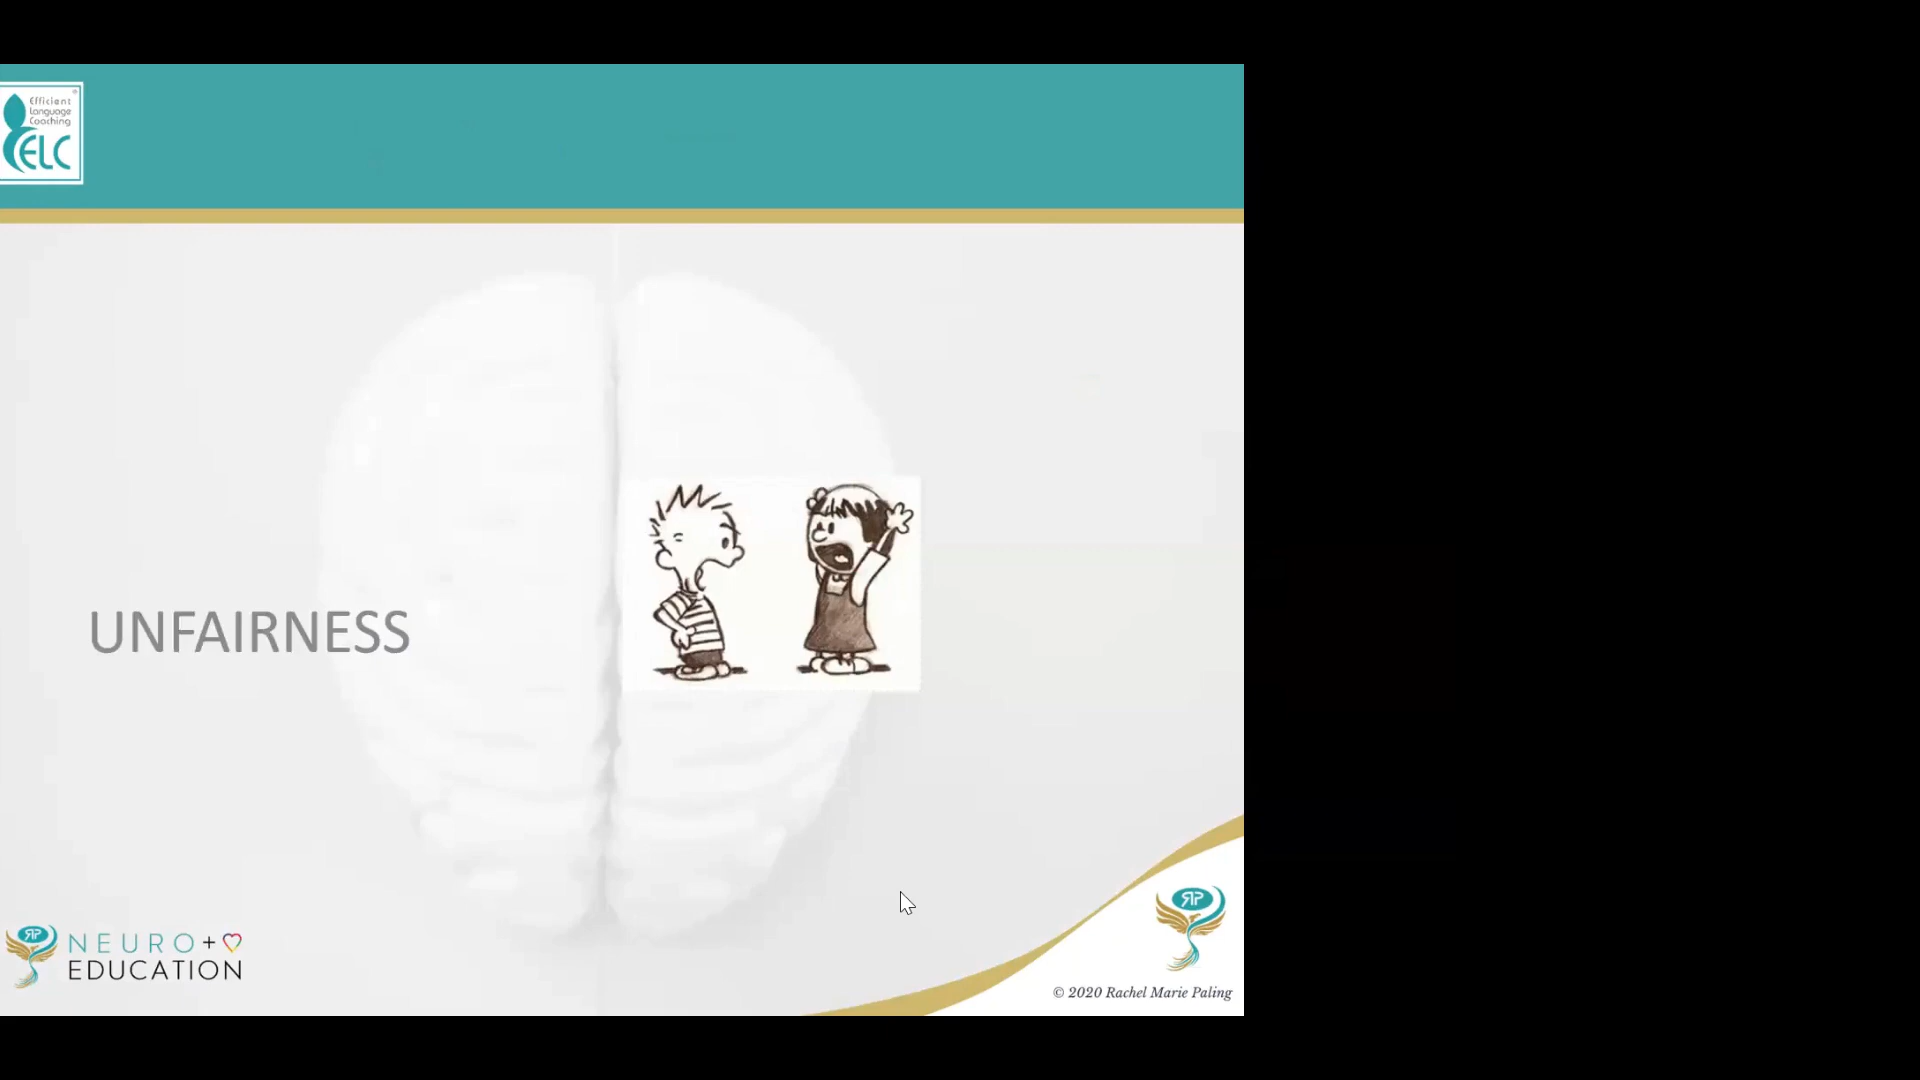 Efficient
Language
Coaching
ELC
UNFAIRNESS
NEURO+
EDUCATION
© 2020 Rachel Marie Paling